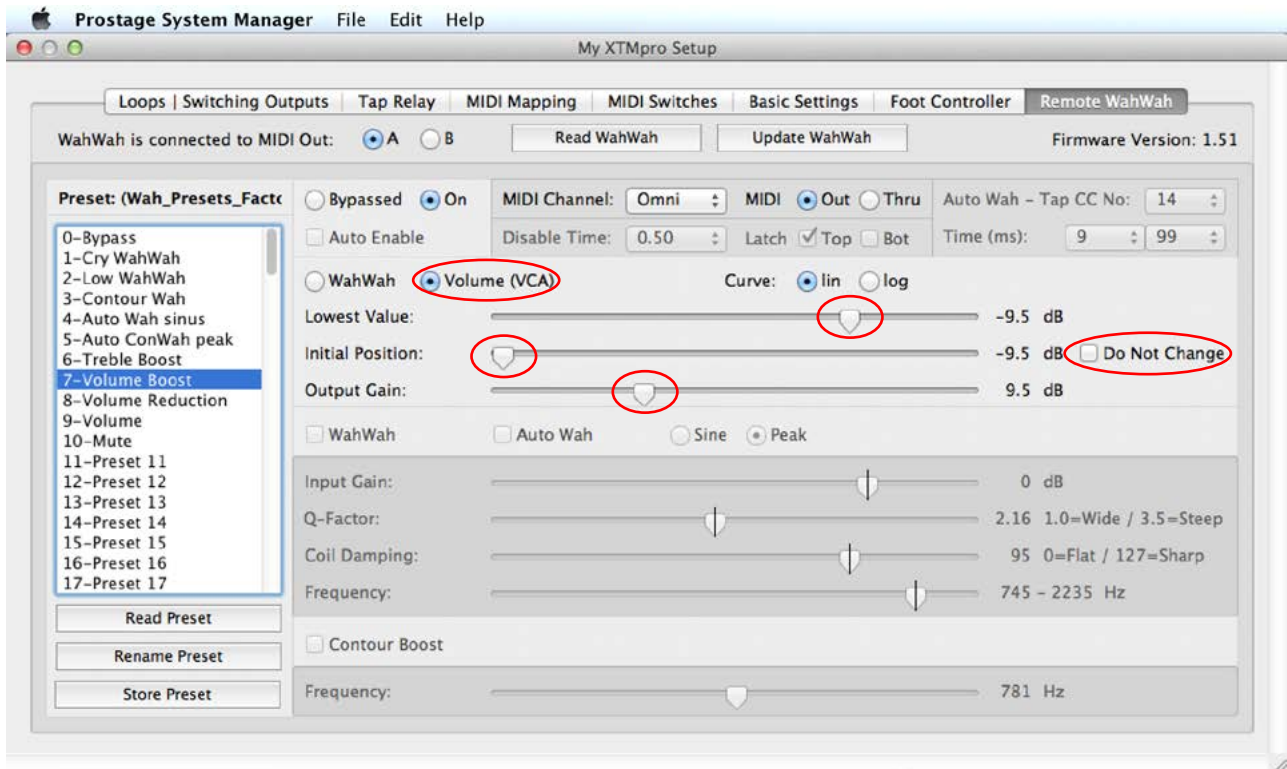 Prostage System Manager File Edit Help
My XTMpro Setup
Loops | Switching Outputs Tap Relay MIDI Mapping MIDI Switches Basic Settings Foot Controller Remote WahWah
WahWah is connected to MIDI Out: A B Read WahWah Update WahWah Firmware Version: 1.51
Preset: (Wah_Presets_Facto
0-Bypass
1-Cry WahWah
2-Low WahWah
3-Contour Wah
4-Auto Wah sinus
5-Auto ConWah peak
6-Treble Boost
7-Volume Boost
8-Volume Reduction
9-Volume
10-Mute
11-Preset 11
12-Preset 12
13-Preset 13
14-Preset 14
15-Preset 15
16-Preset 16
17-Preset 17
Read Preset
Rename Preset
Store Preset
Bypassed On MIDI Channel: Omni MIDI Out Thru Auto Wah - Tap CC No: 14
Auto Enable Disable Time: 0.50 Latch Top Bot Time (ms): 9 99
WahWah Volume (VCA) Curve: lin log
Lowest Value: -9.5 dB
Initial Position: -9.5 dB Do Not Change
Output Gain: 9.5 dB
WahWah Auto Wah Sine Peak
Input Gain: 0 dB
Q-Factor: 2.16 1.0=Wide / 3.5=Steep
Coil Damping: 95 0=Flat / 127=Sharp
Frequency: 745 - 2235 Hz
Contour Boost
Frequency: 781 Hz